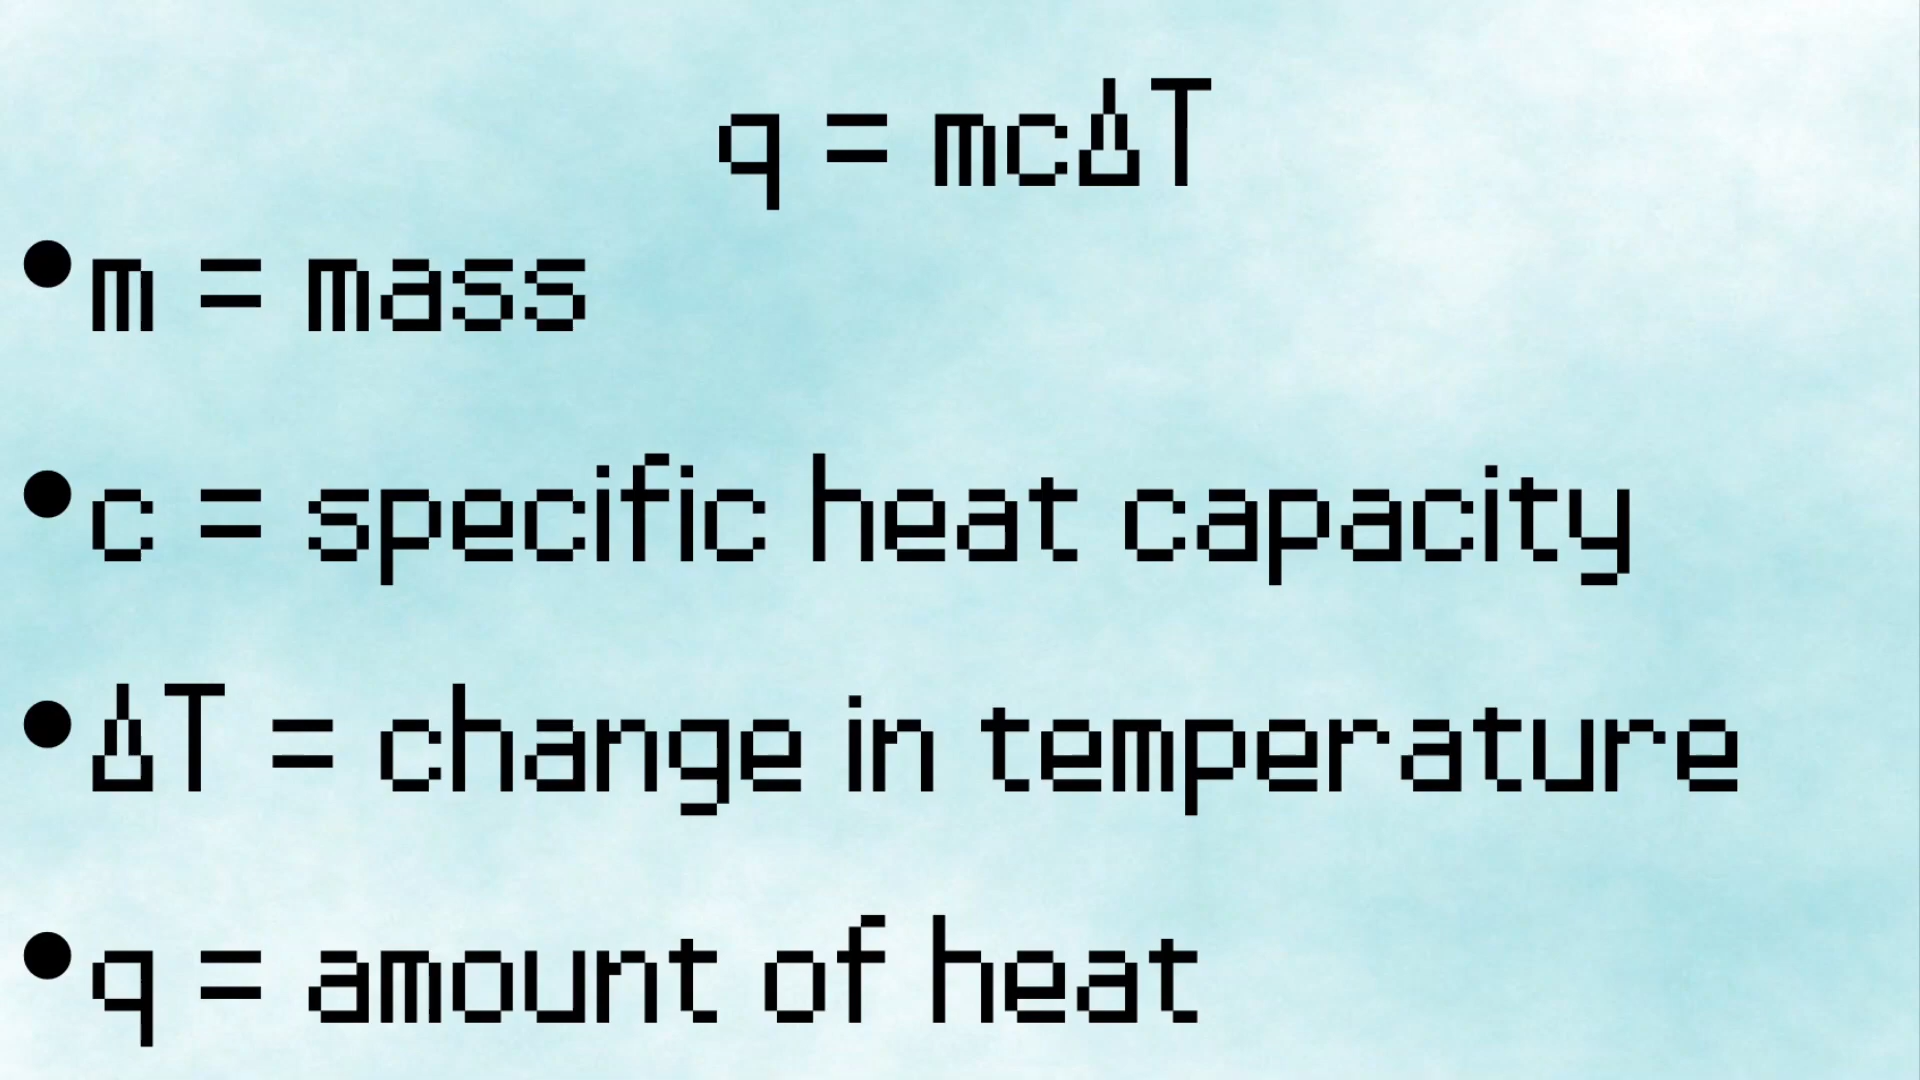 q = mcΔT
•m = mass
•c = specific heat capacity
•ΔT = change in temperature
•q = amount of heat